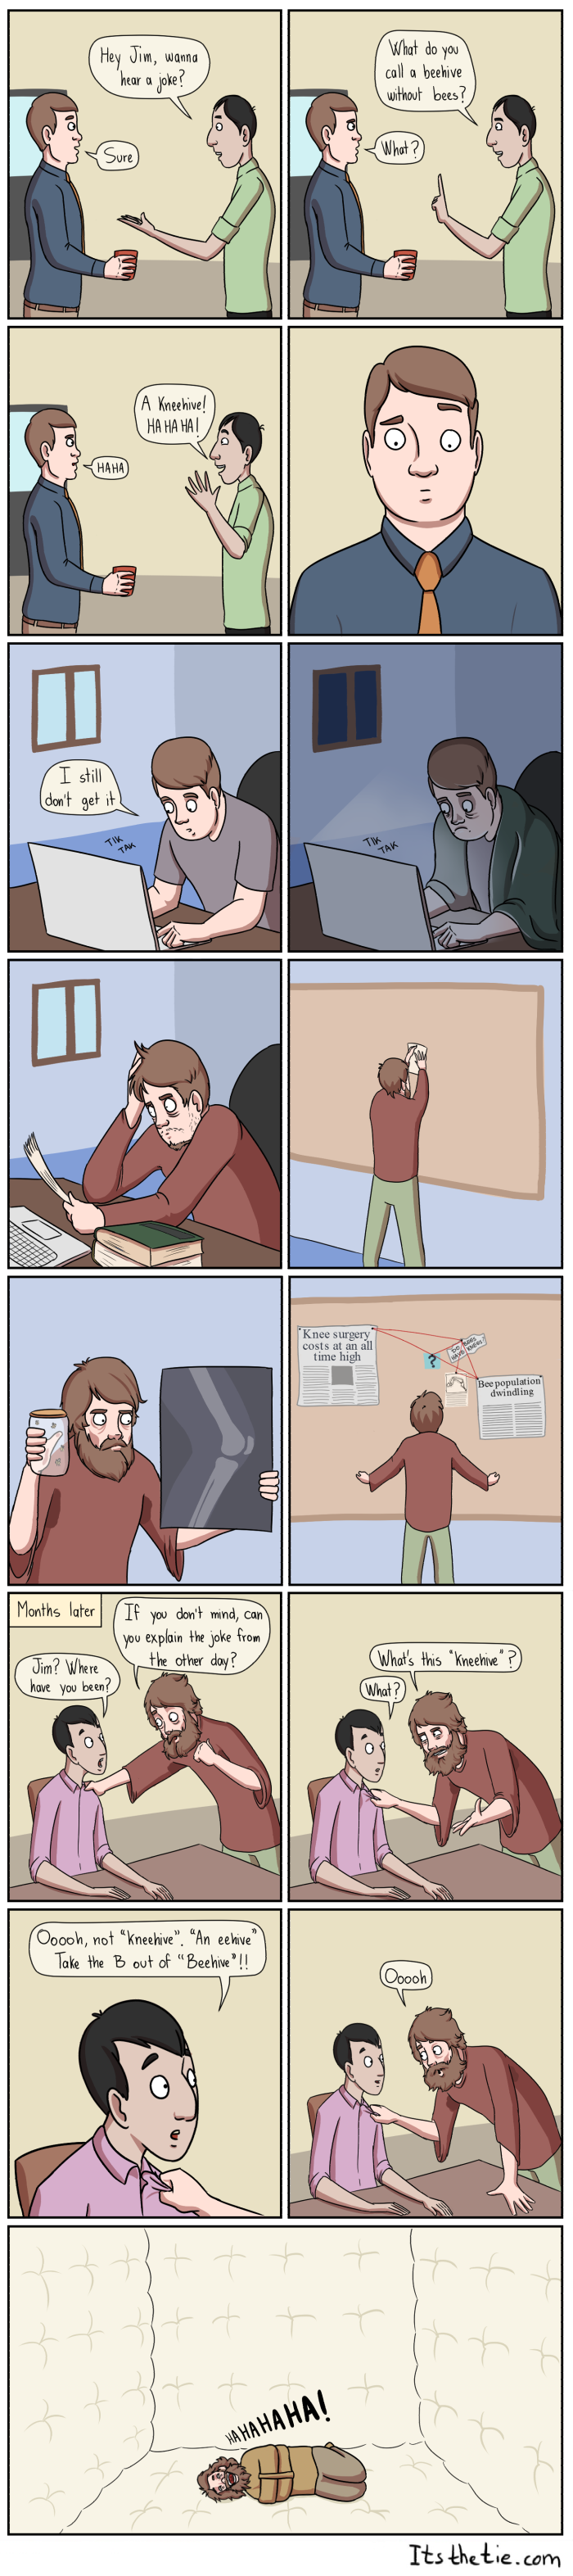 Hey Jim, wanna
hear a joke?
Sure
What do you
call a beehive
without bees?
What?
A Kneehive!
HA HA HA!
HAHA
I still
don't get it
TIK
TAK
TIK
TAK
Knee surgery
costs at an all
time high
?
DO BEES
HAVE KNEES?
Bee population
dwindling
Months later
If you don't mind, can
you explain the joke from
the other day?
Jim? Where
have you been?
What's this "kneehive"?
What?
Ooooh, not "kneehive". "An eehive"
Take the B out of "Beehive"!!
Ooooh
HAHAHAHA!
Itsthetie.com